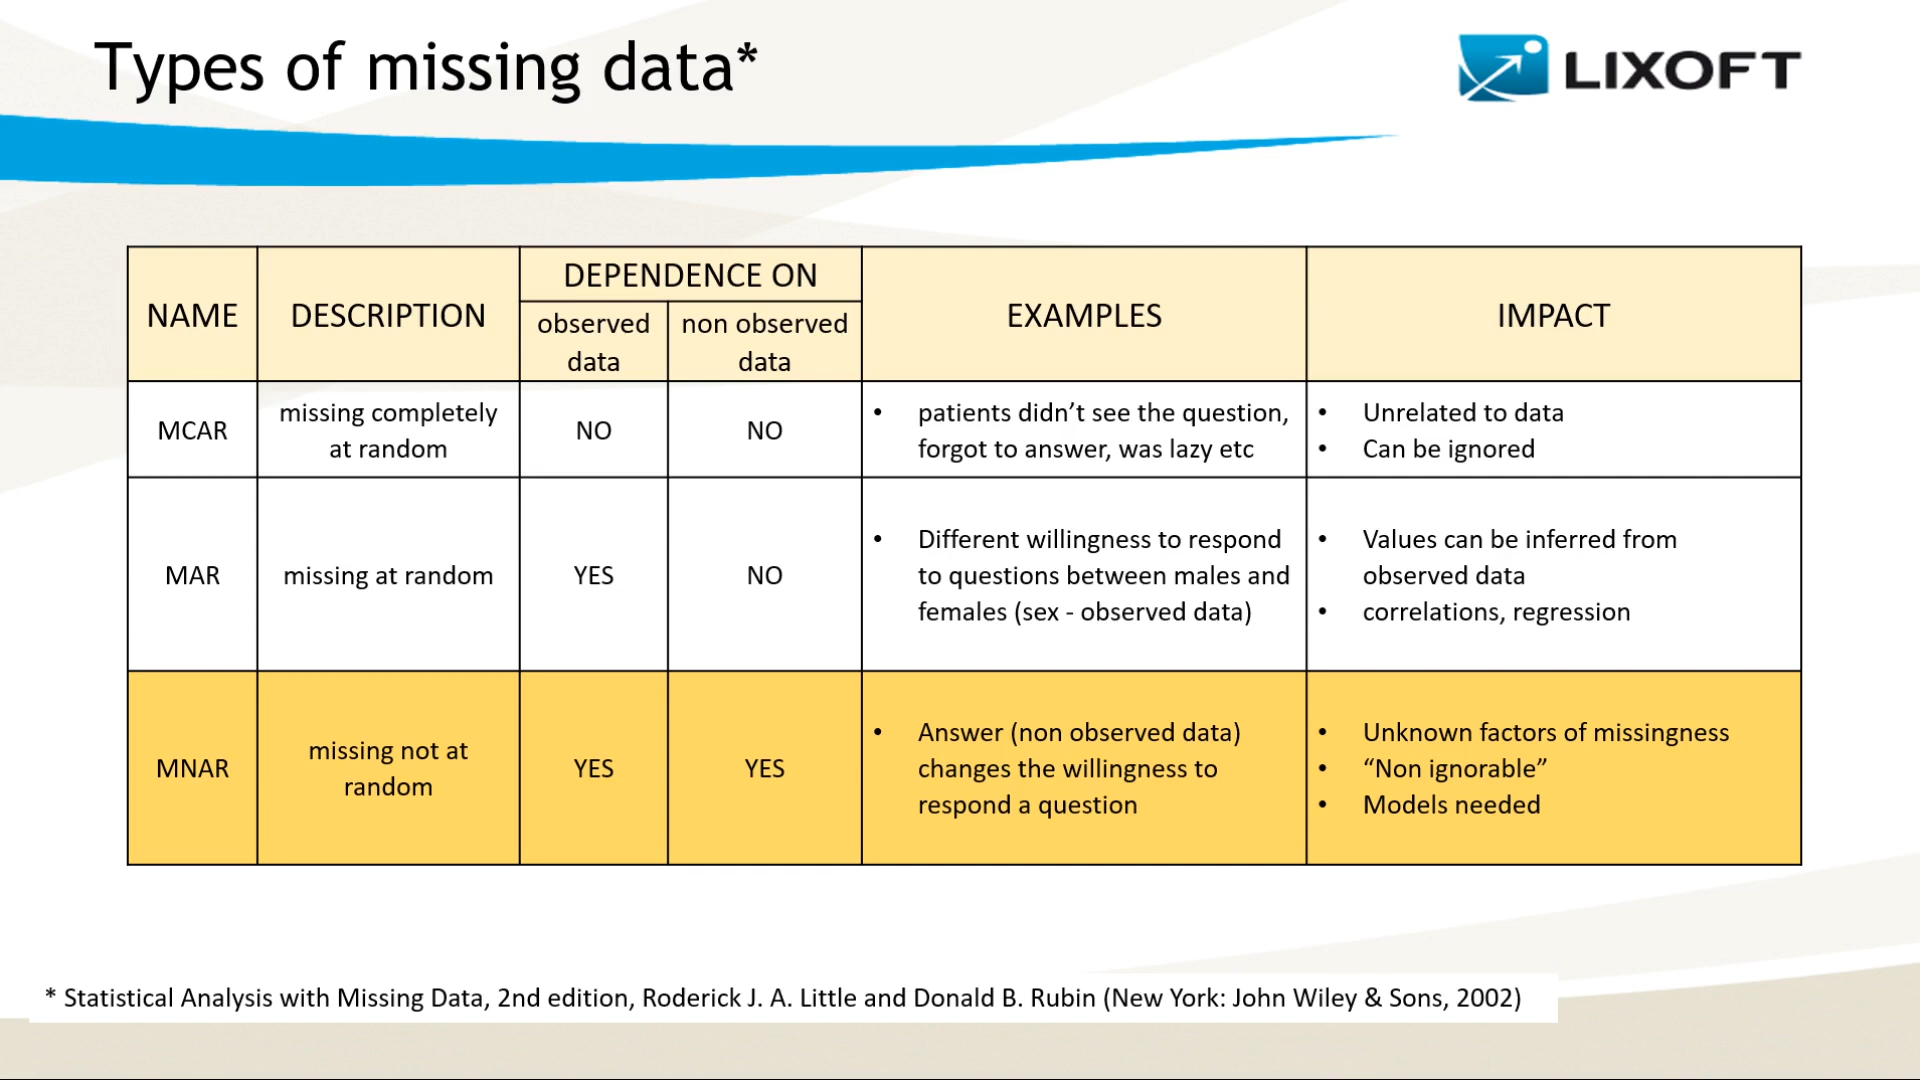 Types of missing data*
LIXOFT
NAME
DESCRIPTION
DEPENDENCE ON
observed
data
non observed
data
EXAMPLES
IMPACT
MCAR
missing completely
at random
NO
NO
• patients didn’t see the question,
forgot to answer, was lazy etc
• Unrelated to data
• Can be ignored
MAR
missing at random
YES
NO
• Different willingness to respond
to questions between males and
females (sex - observed data)
• Values can be inferred from
observed data
• correlations, regression
MNAR
missing not at
random
YES
YES
• Answer (non observed data)
changes the willingness to
respond a question
• Unknown factors of missingness
• “Non ignorable”
• Models needed
* Statistical Analysis with Missing Data, 2nd edition, Roderick J. A. Little and Donald B. Rubin (New York: John Wiley & Sons, 2002)